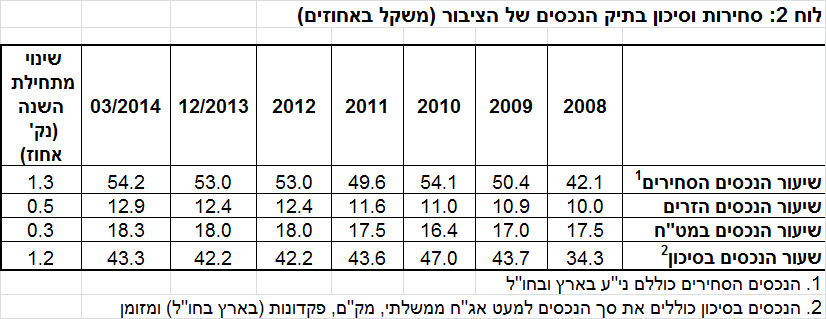 לוח 2: סחירות וסיכון בתיק הנכסים של הציבור (משקל באחוזים)
2008 2009 2010 2011 2012 12/2013 03/2014 שינוי מתחילת השנה (נק' אחוז)
שיעור הנכסים הסחירים1 42.1 50.4 54.1 49.6 53.0 53.0 54.2 1.3
שיעור הנכסים הזרים 10.0 10.9 11.0 11.6 12.4 12.4 12.9 0.5
שיעור הנכסים במט"ח 17.5 17.0 16.4 17.5 18.0 18.0 18.3 0.3
שעור הנכסים בסיכון2 34.3 43.7 47.0 43.6 42.2 42.2 43.3 1.2
1. הנכסים הסחירים כוללים ני"ע בארץ ובחו"ל
2. הנכסים בסיכון כוללים את סך הנכסים למעט אג"ח ממשלתי, מק"ם, פקדונות (בארץ בחו"ל) ומזומן